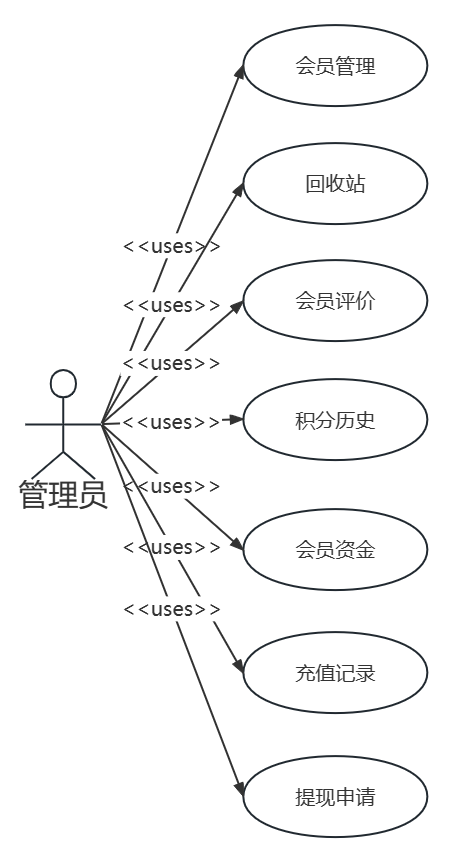 会员管理
回收站
<<uses>>
<<uses>>
会员评价
<<uses>>
<<uses>>
积分历史
管理员
<<uses>>
会员资金
<<uses>>
<<uses>>
充值记录
提现申请